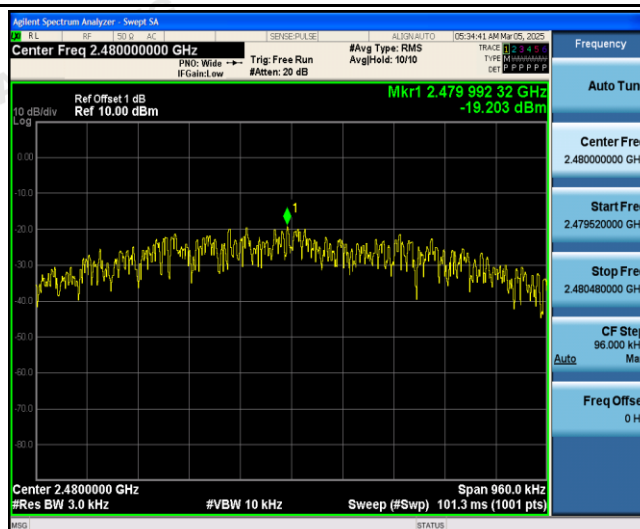 Agilent Spectrum Analyzer - Swept SA
RL RF 50 Ω AC SENSE:PULSE ALIGN AUTO 05:34:41 AM Mar 05, 2025
Center Freq 2.480000000 GHz
PNO: Wide
IFGain:Low
Trig: Free Run
#Atten: 20 dB
#Avg Type: RMS
Avg|Hold: 10/10
TRACE 1 2 3 4 5 6
TYPE M
DET P P P P P P
Mkr1 2.479 992 32 GHz
-19.203 dBm
10 dB/div
Log
Ref Offset 1 dB
Ref 10.00 dBm
0.00
-10.0
-20.0
-30.0
-40.0
-50.0
-60.0
-70.0
-80.0
1
Center 2.4800000 GHz
Span 960.0 kHz
#Res BW 3.0 kHz
#VBW 10 kHz
Sweep (#Swp) 101.3 ms (1001 pts)
MSG
STATUS
Frequency
Auto Tun
Center Fre
2.480000000 GH
Start Fre
2.479520000 GH
Stop Fre
2.480480000 GH
CF Ste
96.000 kH
Auto Ma
Freq Offse
0 H